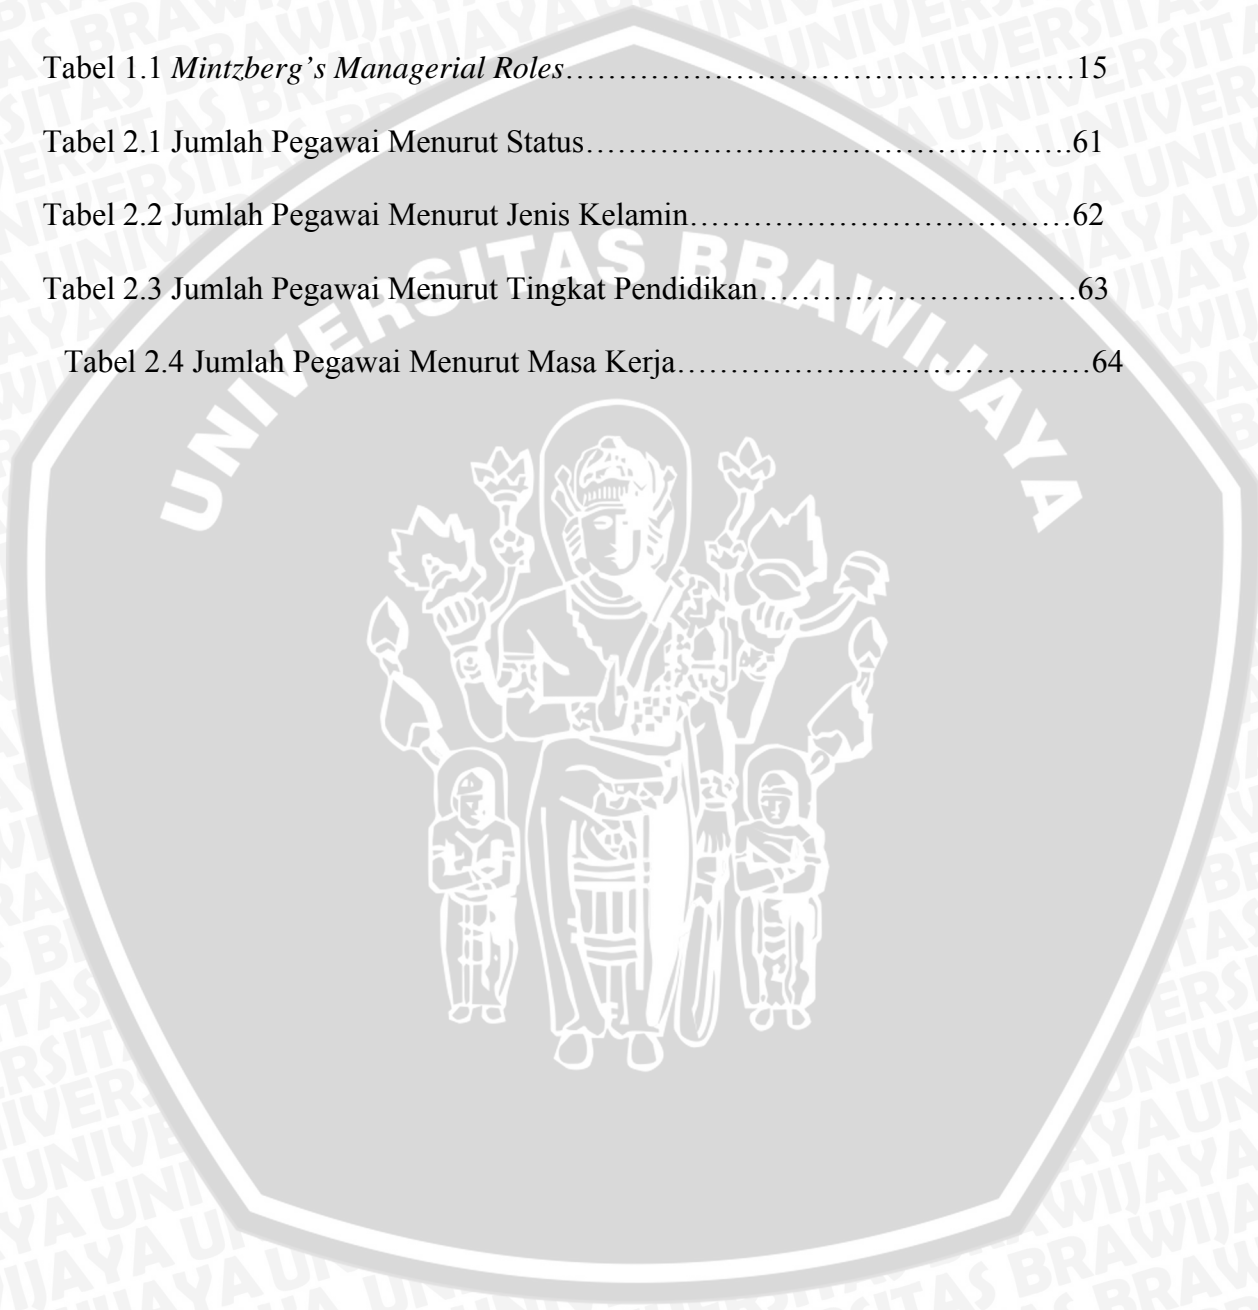 Tabel 1.1 Mintzberg’s Managerial Roles…………………………………………15
Tabel 2.1 Jumlah Pegawai Menurut Status……………………………………….61
Tabel 2.2 Jumlah Pegawai Menurut Jenis Kelamin………………………………62
Tabel 2.3 Jumlah Pegawai Menurut Tingkat Pendidikan…………………………63
Tabel 2.4 Jumlah Pegawai Menurut Masa Kerja…………………………………64
UNIVERSITAS BRAWIJAYA